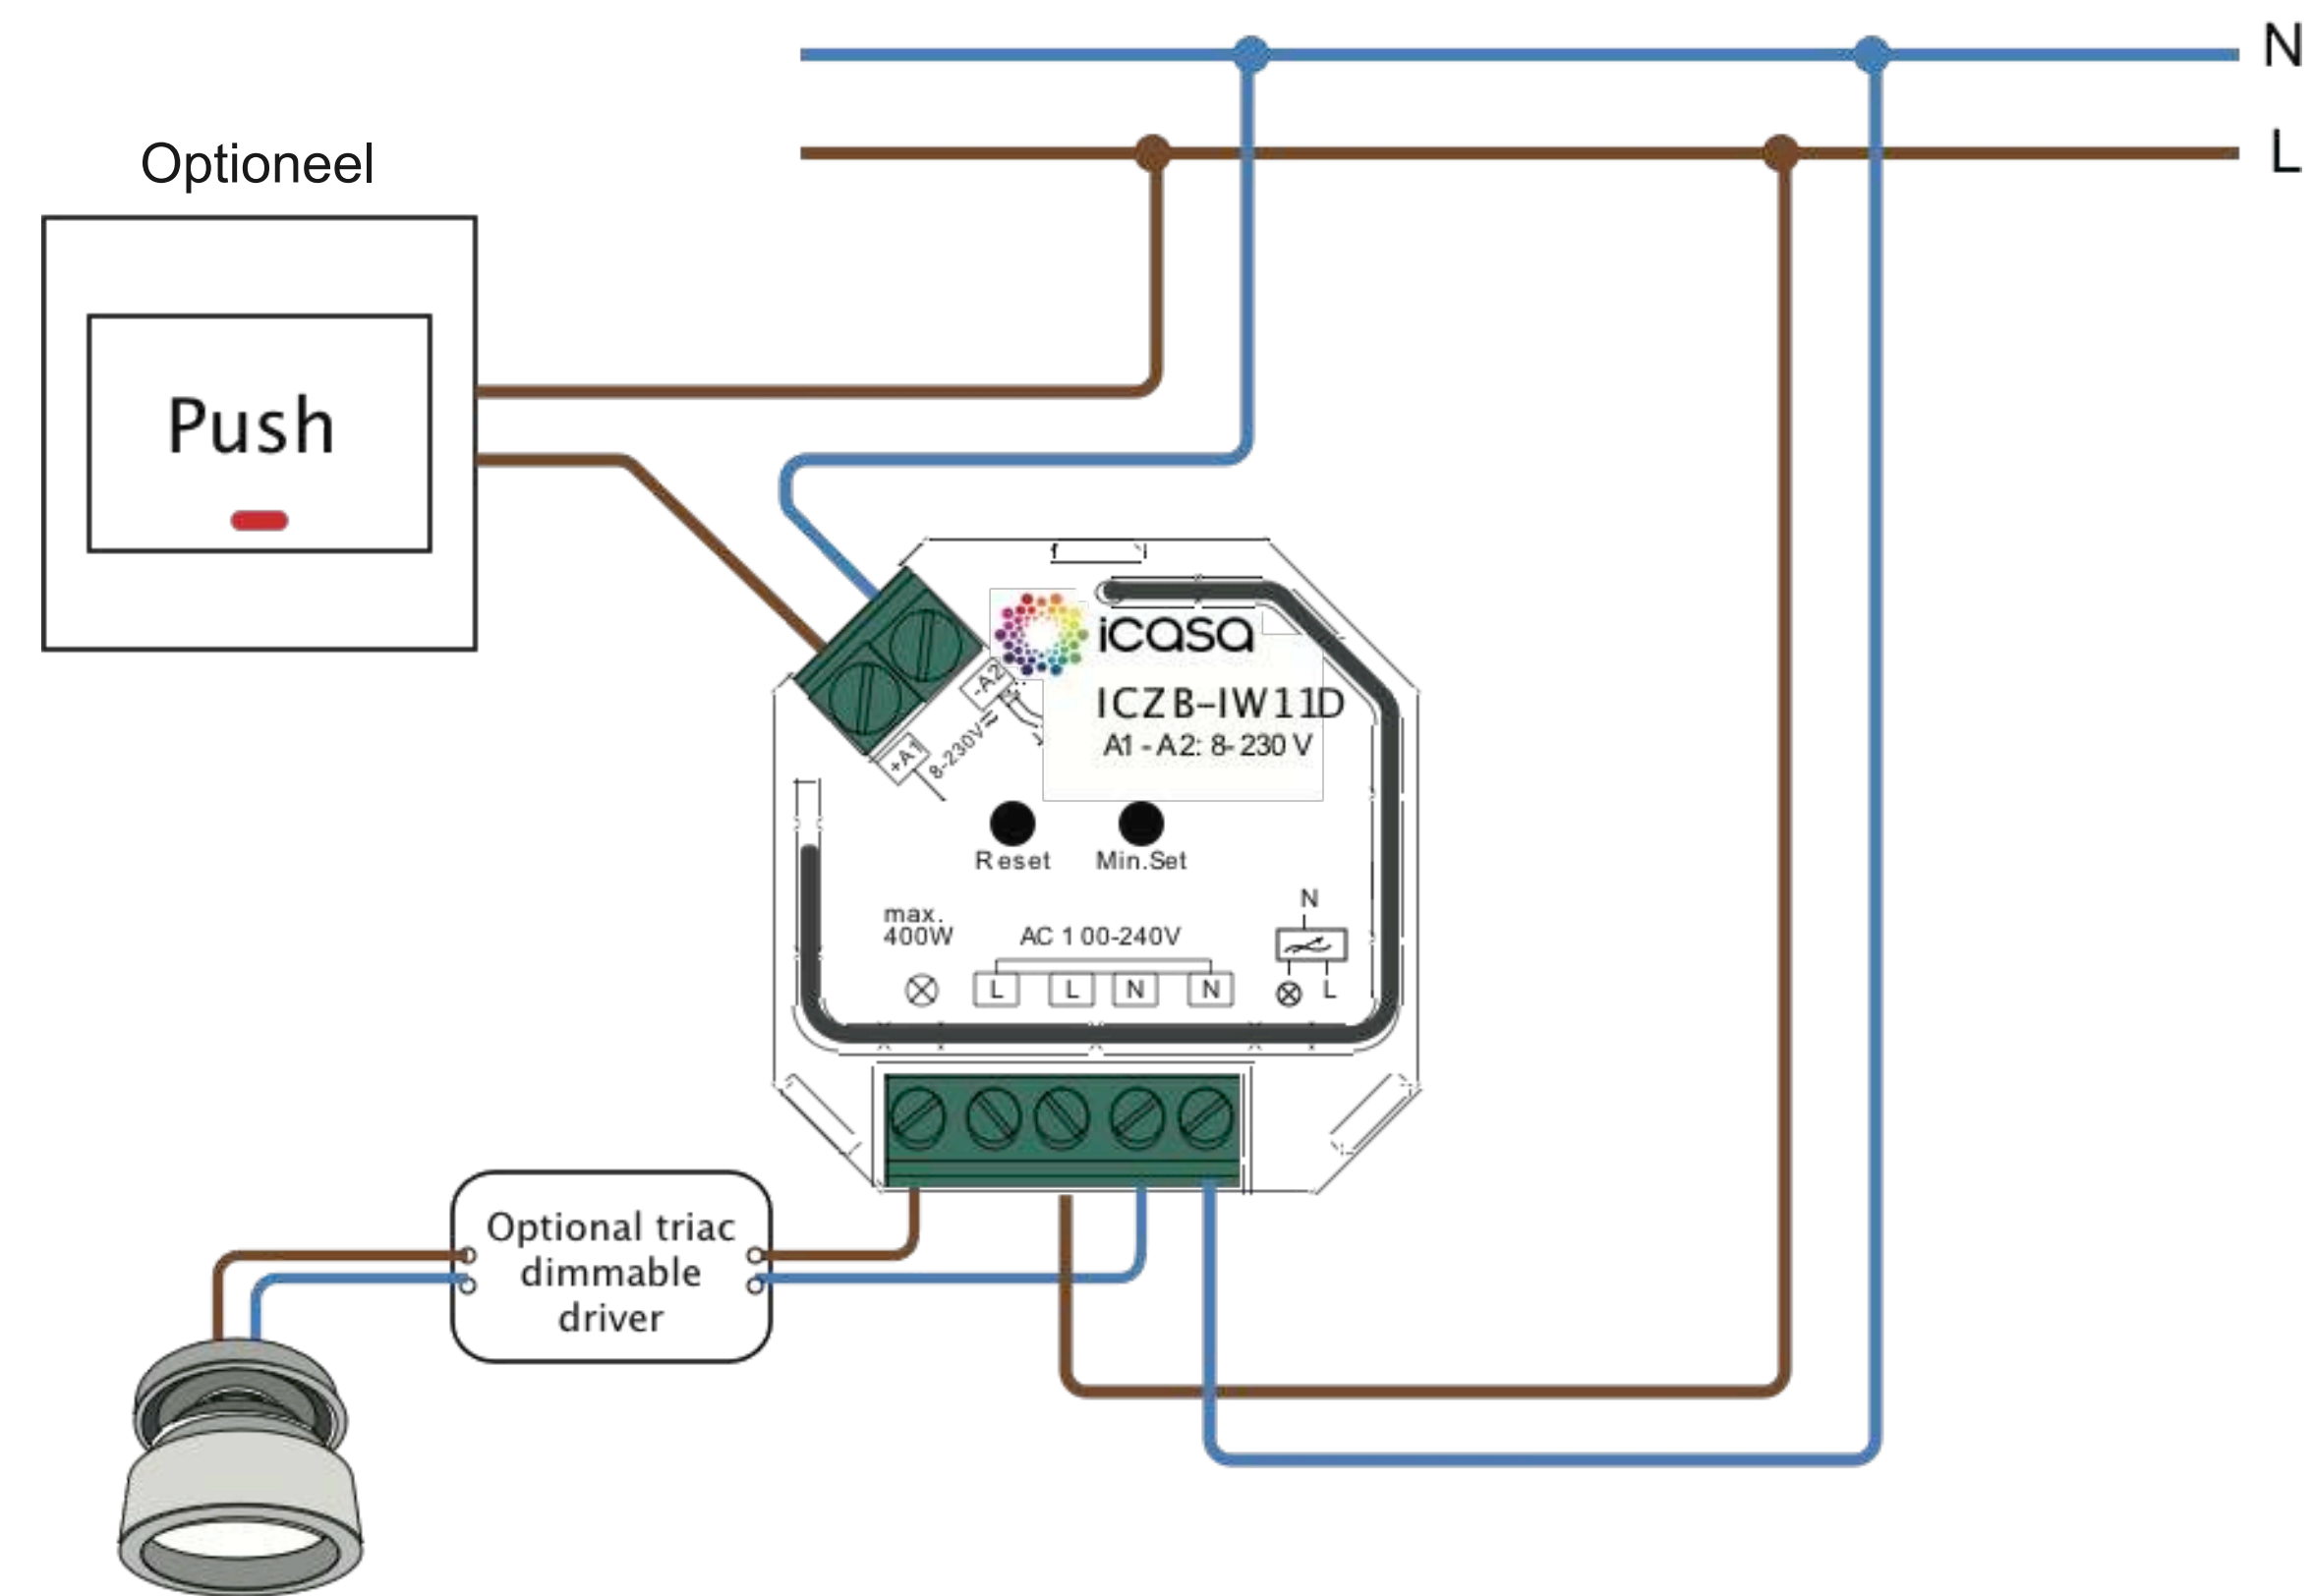 N
L
Optioneel
Push
icasa
ICZB-IW11D
A1 - A2: 8-230 V
-A2
+A1
8-230V
Reset
Min.Set
max.
400W
AC 100-240V
L
L
N
N
N
L
Optional triac
dimmable
driver